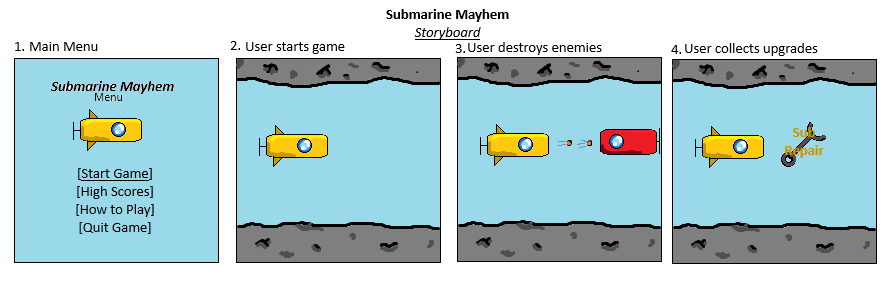 Submarine Mayhem
Storyboard
1. Main Menu
Submarine Mayhem
Menu
[Start Game]
[High Scores]
[How to Play]
[Quit Game]
2. User starts game
3. User destroys enemies
4. User collects upgrades
Sub
Repair